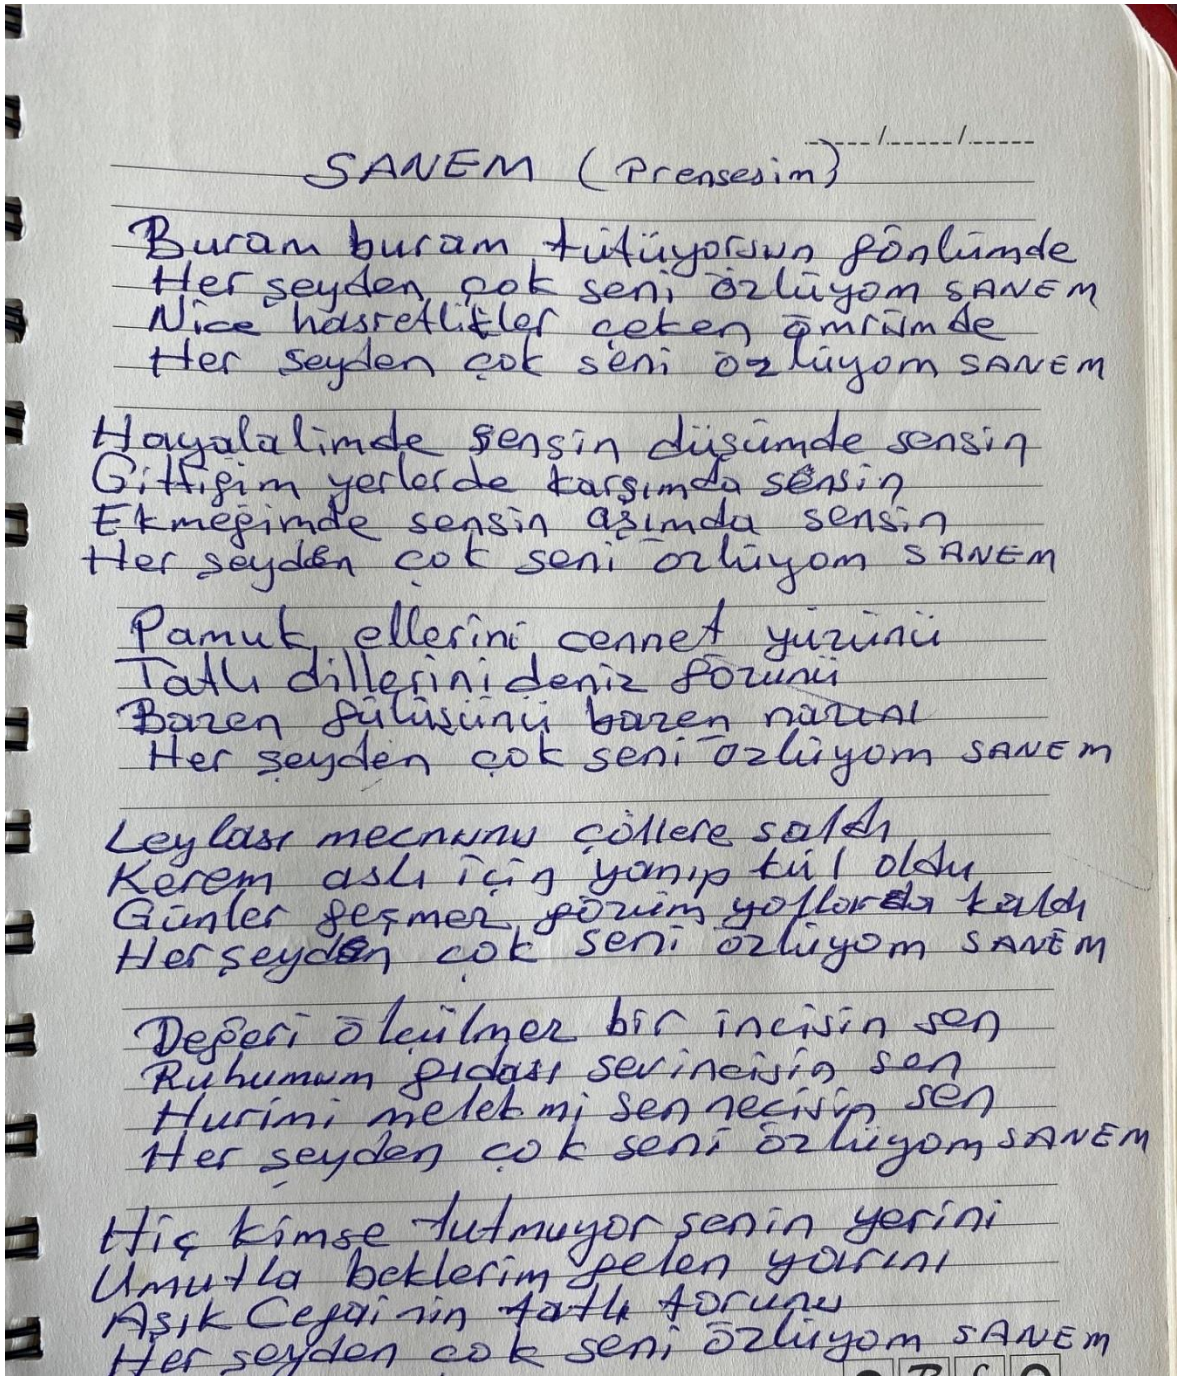 SANEM (Prensesim)
Buram buram tütüyorsun gönlümde
Her şeyden çok seni özlüyom SANEM
Nice hasretlikler çeken ömrümde
Her şeyden çok seni özlüyom SANEM
Hayalalimde sensin düşümde sensin
Gittiğim yerlerde karşımda sensin
Ekmeğimde sensin aşımda sensin
Her şeyden çok seni özlüyom SANEM
Pamuk ellerini cennet yüzünü
Tatlı dillerini deniz gözünü
Bazen gülüşünü bazen nazını
Her şeyden çok seni özlüyom SANEM
Leylası mecnunu çöllere saldı
Kerem aslı için yanıp kül oldu
Günler geçmez gözüm yollarda kaldı
Her şeyden çok seni özlüyom SANEM
Değeri ölçülmez bir incisin sen
Ruhumum gıdası sevincisin sen
Hurimi melek mi sen necisin sen
Her şeyden çok seni özlüyom SANEM
Hiç kimse tutmuyor senin yerini
Umutla beklerim gelen yarını
Aşık Cefai nin tatlı torunu
Her şeyden çok seni özlüyom SANEM